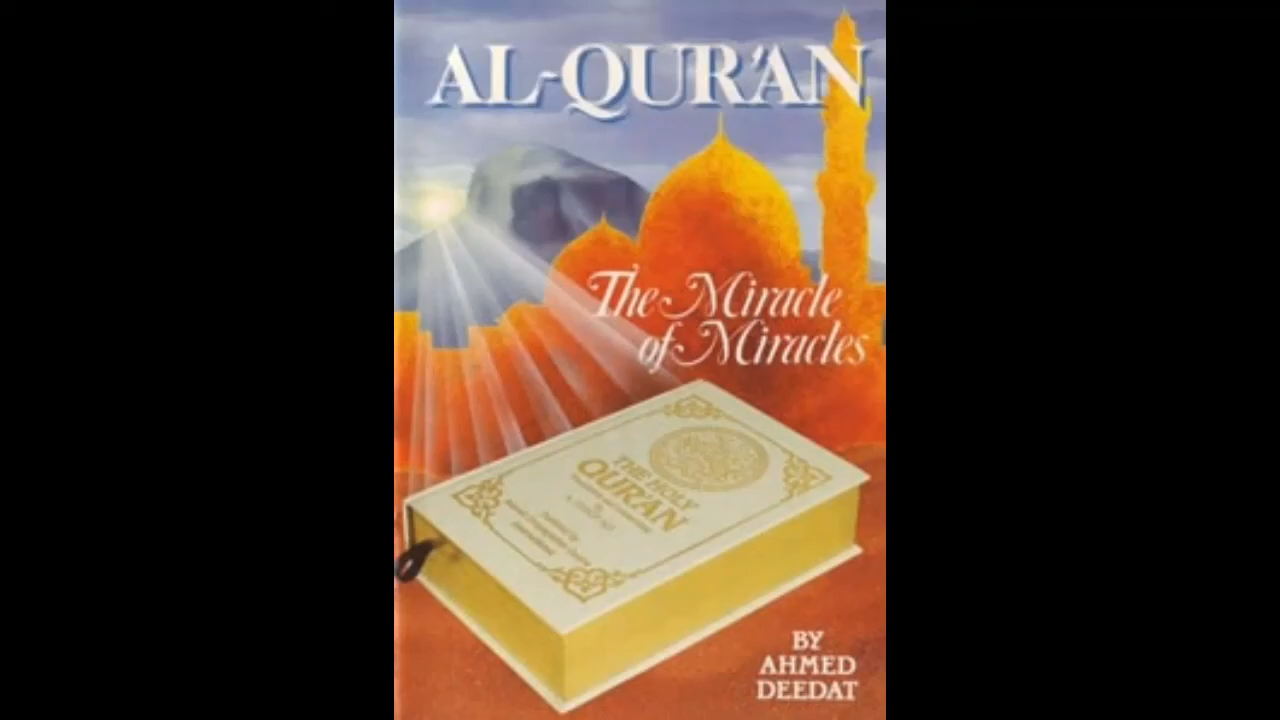 AL-QUR'AN
The Miracle
of Miracles
THE HOLY
QUR'AN
BY
AHMED
DEEDAT